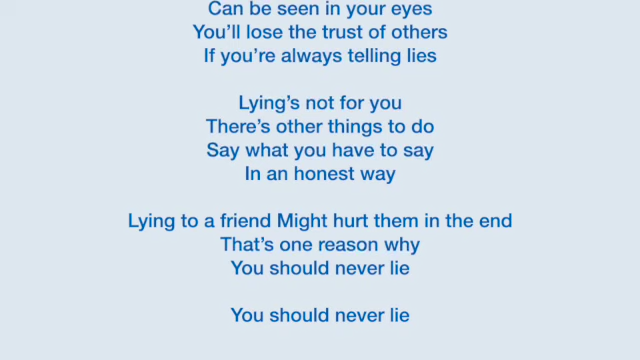 Can be seen in your eyes
You'll lose the trust of others
If you're always telling lies
Lying's not for you
There's other things to do
Say what you have to say
In an honest way
Lying to a friend Might hurt them in the end
That's one reason why
You should never lie
You should never lie